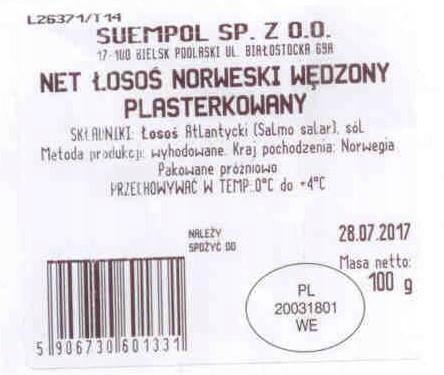 L26371/T14
SUEMPOL SP. Z O.O.
17-100 BIELSK PODLASKI UL. BIAŁOSTOCKA 69A
NET ŁOSOŚ NORWESKI WĘDZONY
PLASTERKOWANY
SKŁADNIKI: Łosoś Atlantycki (Salmo salar), sól
Metoda produkcji: wyhodowane. Kraj pochodzenia: Norwegia
Pakowane próżniowo
PRZECHOWYWAĆ W TEMP. 0°C do +4°C
NALEŻY
SPOŻYĆ DO
28.07.2017
Masa netto:
100 g
PL
20031801
WE
5 906730 601331